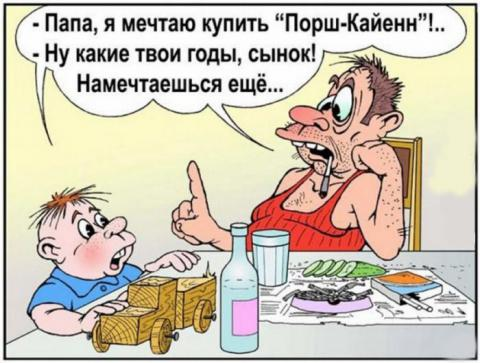 - Папа, я мечтаю купить “Порш-Кайенн”!..
- Ну какие твои годы, сынок!
Намечтаешься ещё...